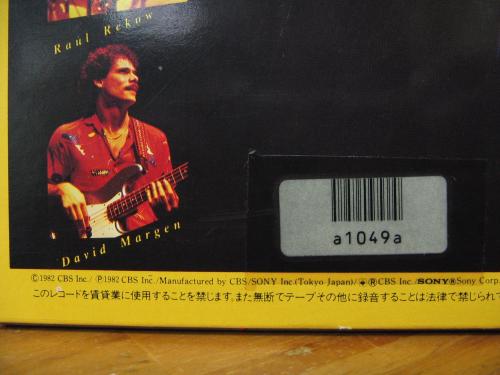 Raul Rekow
David Margen
a1049a
©1982 CBS Inc./ ℗1982 CBS Inc./Manufactured by CBS/SONY Inc.(Tokyo Japan)/ ® CBS Inc./SONY® Sony Corp.
このレコードを賃貸業に使用することを禁じます。また無断でテープその他に録音することは法律で禁じられて